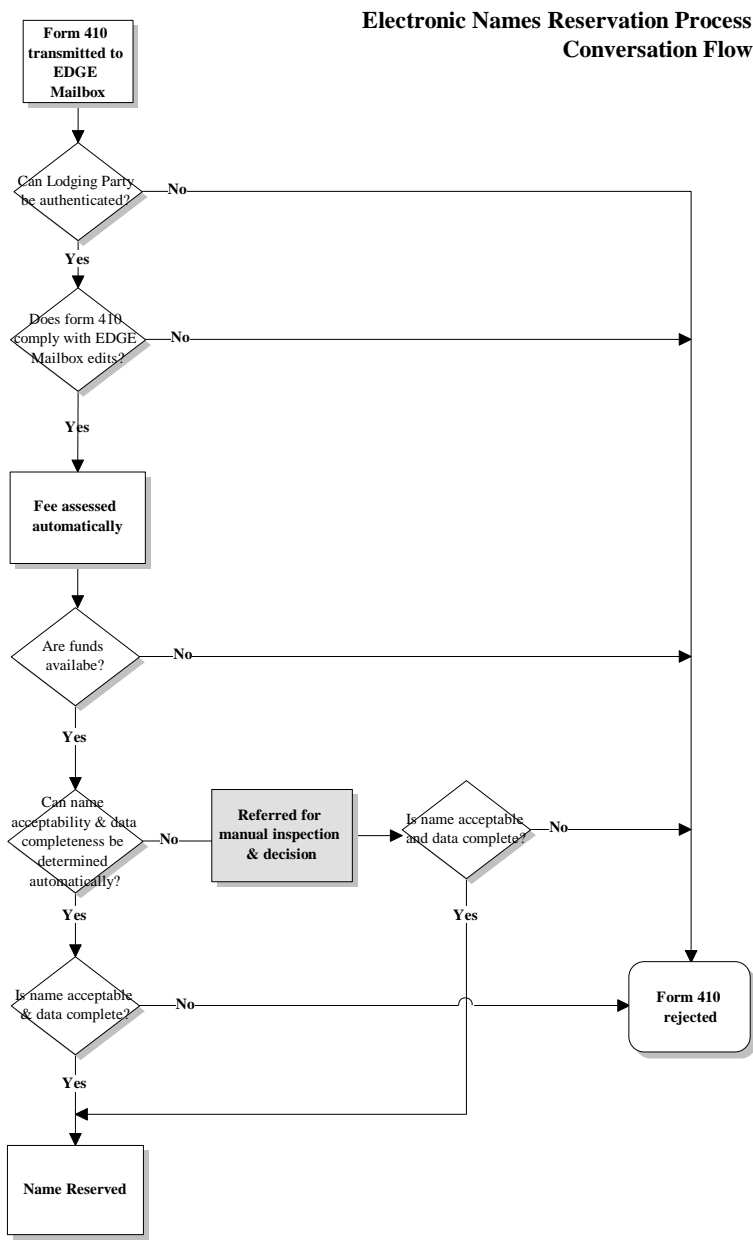 Electronic Names Reservation Process
Conversation Flow
Form 410
transmitted to
EDGE
Mailbox
Can Lodging Party
be authenticated?
No
Yes
Does form 410
comply with EDGE
Mailbox edits?
No
Yes
Fee assessed
automatically
Are funds
availabe?
No
Yes
Can name
acceptability & data
completeness be
determined
automatically?
No
Referred for
manual inspection
& decision
Is name acceptable
and data complete?
No
Yes
Yes
Is name acceptable
& data complete?
No
Form 410
rejected
Yes
Name Reserved